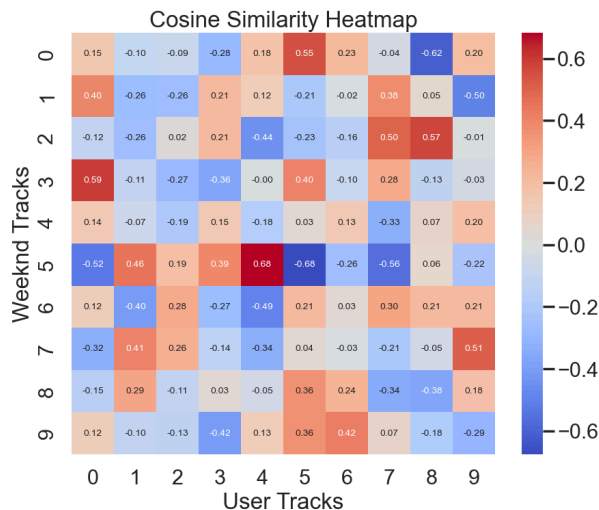 Cosine Similarity Heatmap
Weeknd Tracks
0 0.15 -0.10 -0.09 -0.28 0.18 0.55 0.23 -0.04 -0.62 0.20
1 0.40 -0.26 -0.26 0.21 0.12 -0.21 -0.02 0.38 0.05 -0.50
2 -0.12 -0.26 0.02 0.21 -0.44 -0.23 -0.16 0.50 0.57 -0.01
3 0.59 -0.11 -0.27 -0.36 -0.00 0.40 -0.10 0.28 -0.13 -0.03
4 0.14 -0.07 -0.19 0.15 -0.18 0.03 0.13 -0.33 0.07 0.20
5 -0.52 0.46 0.19 0.39 0.68 -0.68 -0.26 -0.56 0.06 -0.22
6 0.12 -0.40 0.28 -0.27 -0.49 0.21 0.03 0.30 0.21 0.21
7 -0.32 0.41 0.26 -0.14 -0.34 0.04 -0.03 -0.21 -0.05 0.51
8 -0.15 0.29 -0.11 0.03 -0.05 0.36 0.24 -0.34 -0.38 0.18
9 0.12 -0.10 -0.13 -0.42 0.13 0.36 0.42 0.07 -0.18 -0.29
0 1 2 3 4 5 6 7 8 9
User Tracks
0.6
0.4
0.2
0.0
−0.2
−0.4
−0.6